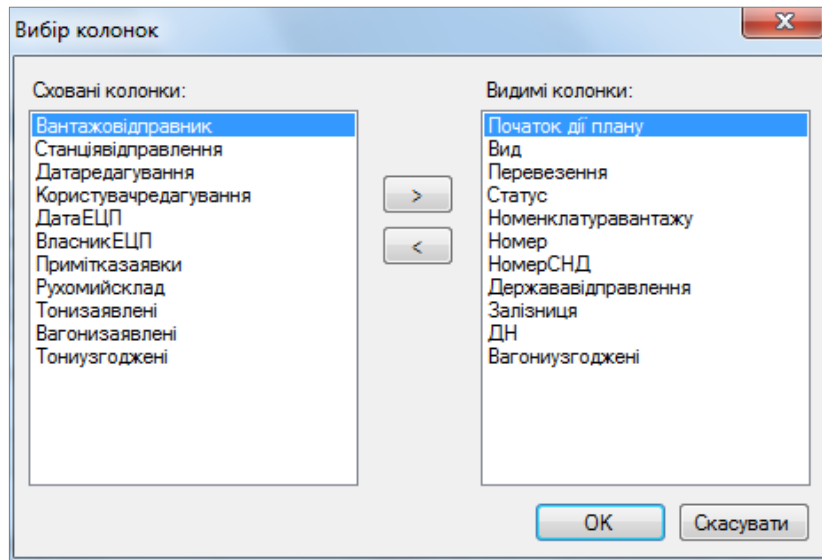 Вибір колонок
Сховані колонки:
Вантажовідправник
Станціявідправлення
Датаредагування
Користувачредагування
ДатаЕЦП
ВласникЕЦП
Приміткazаявки
Рухомийсклад
Тонизаявлені
Вагонизаявлені
Тониузгоджені
>
<
Видимі колонки:
Початок дії плану
Вид
Перевезення
Статус
Номенклатуравантажу
Номер
НомерСНД
Держававідправлення
Залізниця
ДН
Вагониузгоджені
OK
Скасувати